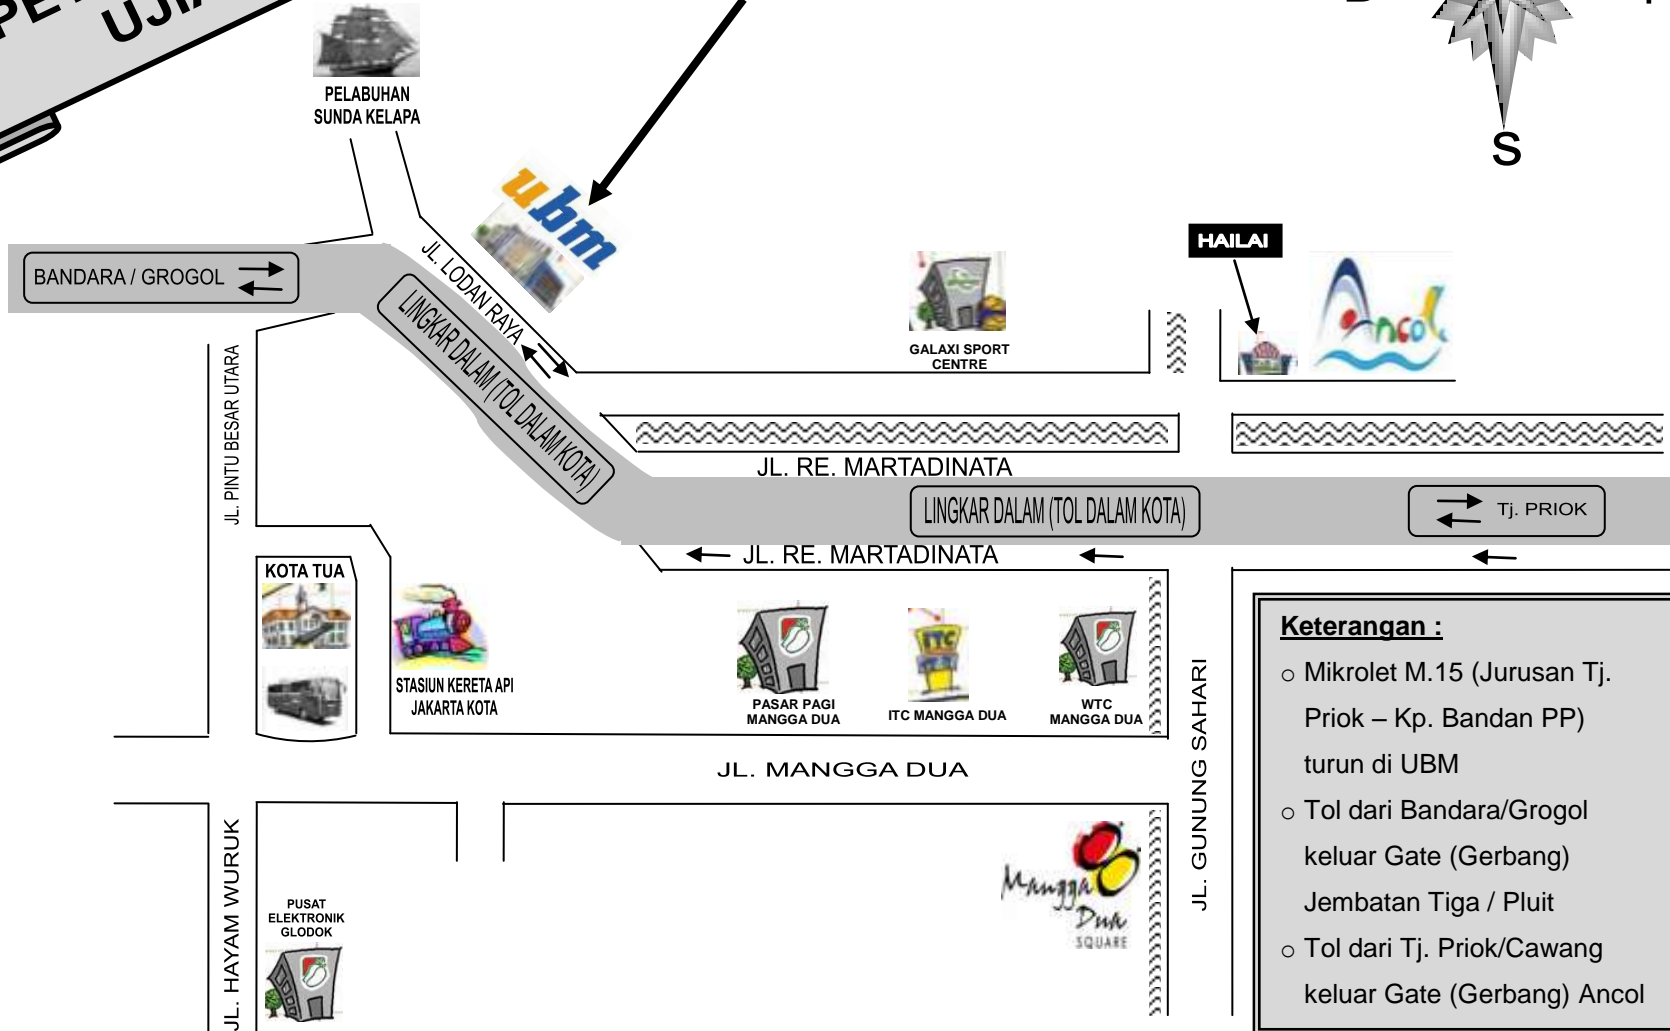 UJIA
S
PELABUHAN
SUNDA KELAPA
ubm
HAILAI
Ancol
BANDARA / GROGOL
JL. LODAN RAYA
LINGKAR DALAM (TOL DALAM KOTA)
GALAXI SPORT
CENTRE
JL. PINTU BESAR UTARA
JL. RE. MARTADINATA
LINGKAR DALAM (TOL DALAM KOTA)
Tj. PRIOK
JL. RE. MARTADINATA
KOTA TUA
STASIUN KERETA API
JAKARTA KOTA
PASAR PAGI
MANGGA DUA
ITC
ITC MANGGA DUA
WTC
MANGGA DUA
JL. MANGGA DUA
JL. GUNUNG SAHARI
JL. HAYAM WURUK
PUSAT
ELEKTRONIK
GLODOK
Mangga
Dua
SQUARE
Keterangan :
o Mikrolet M.15 (Jurusan Tj.
Priok – Kp. Bandan PP)
turun di UBM
o Tol dari Bandara/Grogol
keluar Gate (Gerbang)
Jembatan Tiga / Pluit
o Tol dari Tj. Priok/Cawang
keluar Gate (Gerbang) Ancol